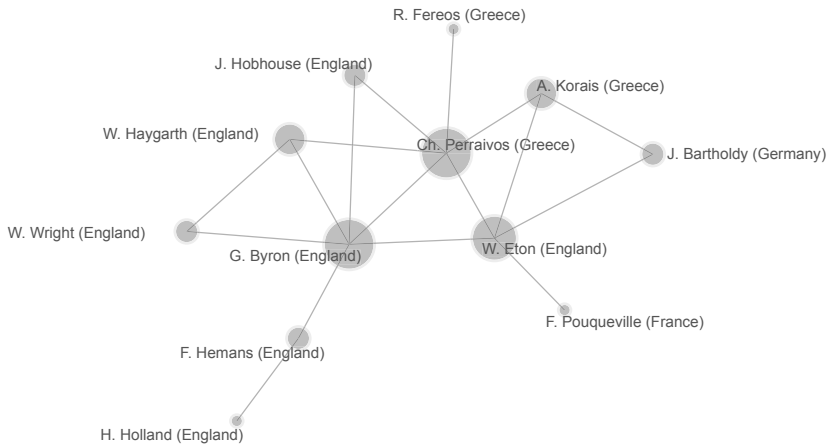 R. Fereos (Greece)
J. Hobhouse (England)
A. Korais (Greece)
W. Haygarth (England)
Ch. Perraivos (Greece)
J. Bartholdy (Germany)
W. Wright (England)
G. Byron (England)
W. Eton (England)
F. Pouqueville (France)
F. Hemans (England)
H. Holland (England)